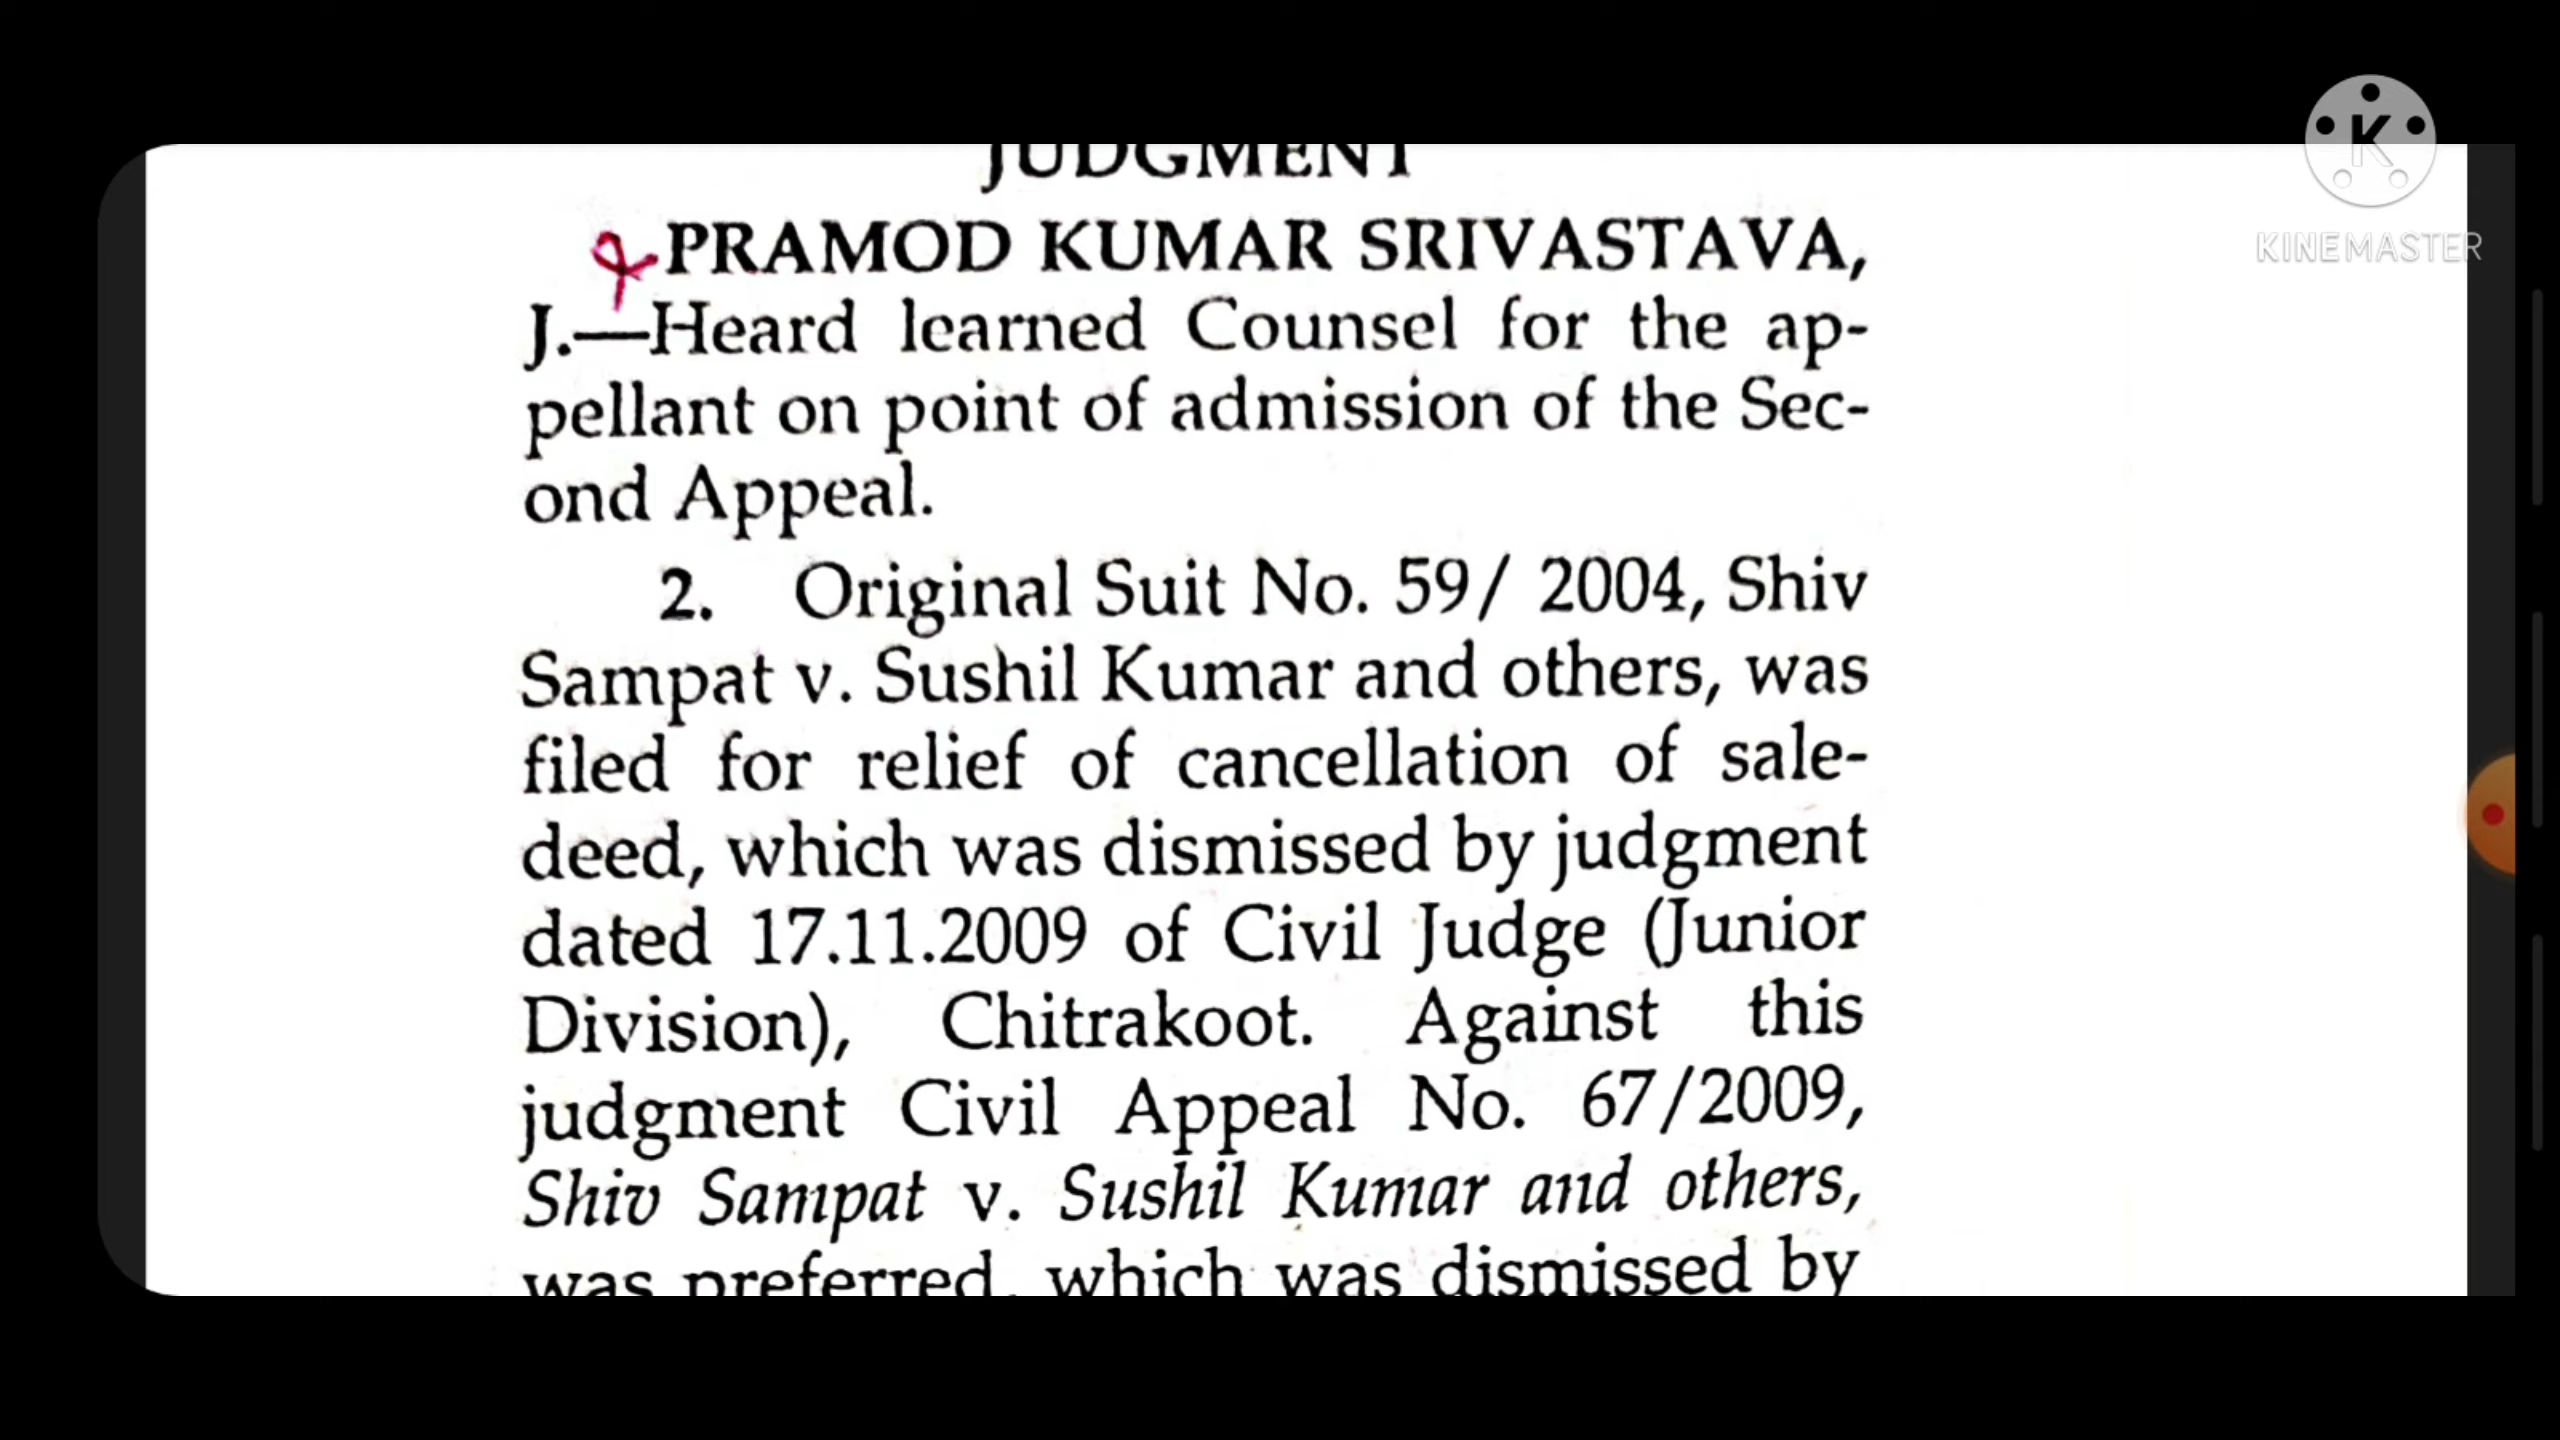 JUDGMENT
PRAMOD KUMAR SRIVASTAVA,
J.—Heard learned Counsel for the ap-
pellant on point of admission of the Sec-
ond Appeal.
2. Original Suit No. 59/ 2004, Shiv
Sampat v. Sushil Kumar and others, was
filed for relief of cancellation of sale-
deed, which was dismissed by judgment
dated 17.11.2009 of Civil Judge (Junior
Division), Chitrakoot. Against this
judgment Civil Appeal No. 67/2009,
Shiv Sampat v. Sushil Kumar and others,
was preferred, which was dismissed by
K
KINEMASTER